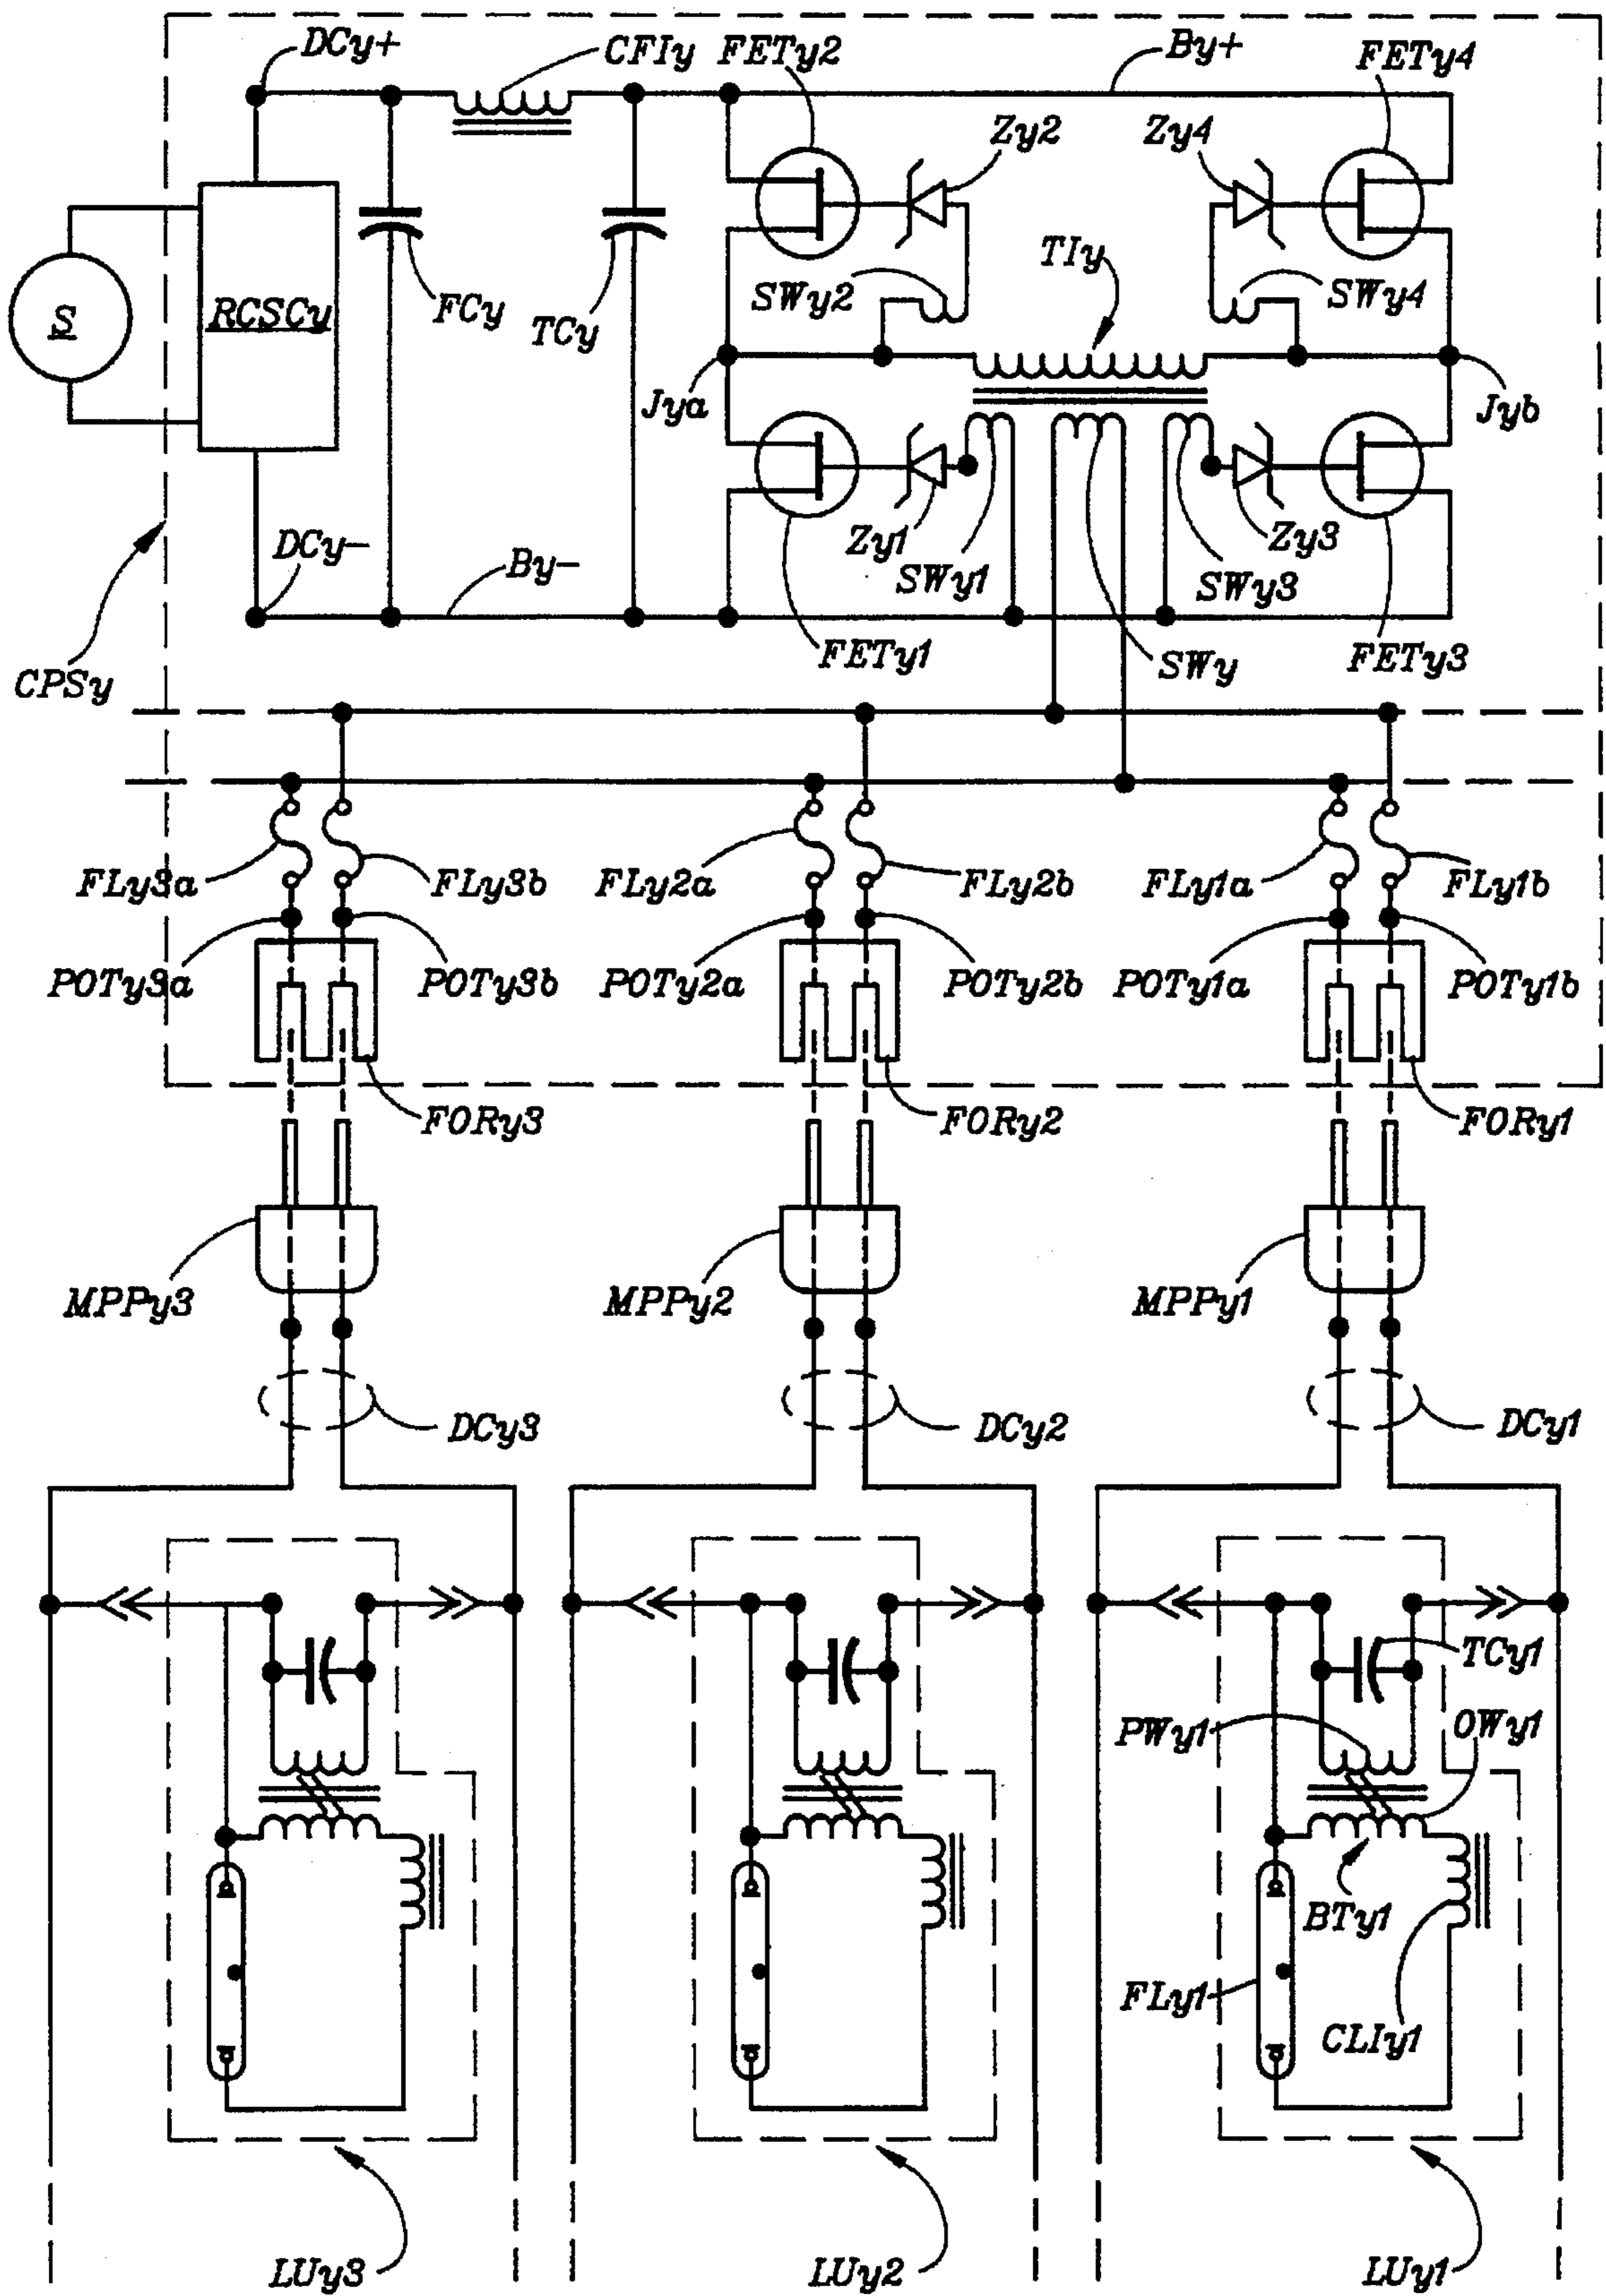 DCy+
CFIy
FETy2
By+
FETy4
Zy2
Zy4
S
RCSCy
FCy
TCy
SWy2
TIy
SWy4
Jya
Jyb
DCy-
By-
Zy1
SWy1
Zy3
SWy3
CPSy
FETy1
SWy
FETy3
FLy3a
FLy3b
FLy2a
FLy2b
FLy1a
FLy1b
POTy3a
POTy3b
POTy2a
POTy2b
POTy1a
POTy1b
FORy3
FORy2
FORy1
MPPy3
MPPy2
MPPy1
DCy3
DCy2
DCy1
TCy1
PWy1
OWy1
BTy1
FLy1
CLIy1
LUy3
LUy2
LUy1